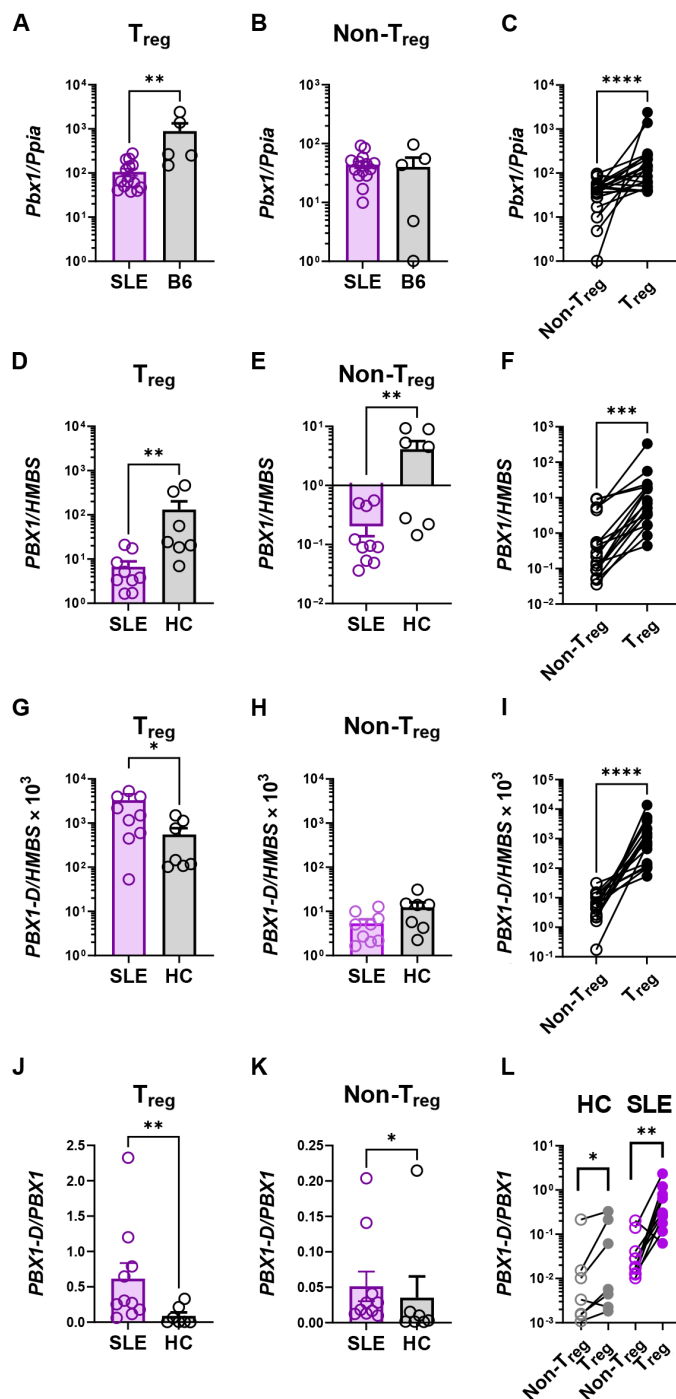 A
B
C
Treg
Non-Treg
**
****
Pbx1/Ppia
10⁴
10³
10²
10¹
10⁰
SLE
B6
Pbx1/Ppia
10³
10²
10¹
10⁰
SLE
B6
Pbx1/Ppia
10⁴
10³
10²
10¹
10⁰
Non-Treg
Treg
D
E
F
Treg
Non-Treg
**
**
***
PBX1/HMBS
10⁴
10³
10²
10¹
10⁰
SLE
HC
PBX1/HMBS
10¹
10⁰
10⁻¹
10⁻²
SLE
HC
PBX1/HMBS
10³
10²
10¹
10⁰
10⁻¹
10⁻²
Non-Treg
Treg
G
H
I
Treg
Non-Treg
*
****
PBX1-D/HMBS × 10³
10⁴
10³
10²
10¹
10⁰
SLE
HC
PBX1-D/HMBS × 10³
10⁴
10³
10²
10¹
10⁰
SLE
HC
PBX1-D/HMBS × 10³
10⁵
10⁴
10³
10²
10¹
10⁰
10⁻¹
Non-Treg
Treg
J
K
L
Treg
Non-Treg
HC SLE
**
*
*
**
PBX1-D/PBX1
2.5
2.0
1.5
1.0
0.5
0.0
SLE
HC
PBX1-D/PBX1
0.25
0.20
0.15
0.10
0.05
0.00
SLE
HC
PBX1-D/PBX1
10¹
10⁰
10⁻¹
10⁻²
10⁻³
Non-Treg
Treg
Non-Treg
Treg